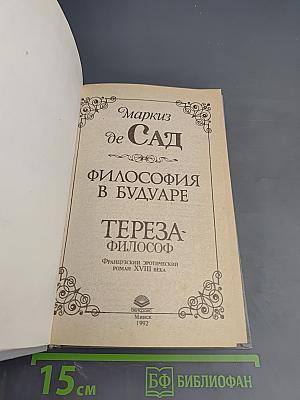 Маркиз
де САД
ФИЛОСОФИЯ
В БУДУАРЕ
ТЕРЕЗА-
ФИЛОСОФ
ФРАНЦУЗСКИЙ ЭРОТИЧЕСКИЙ
РОМАН XVIII ВЕКА
МИНСК
1992
15 см
БФ БИБЛИОФАН